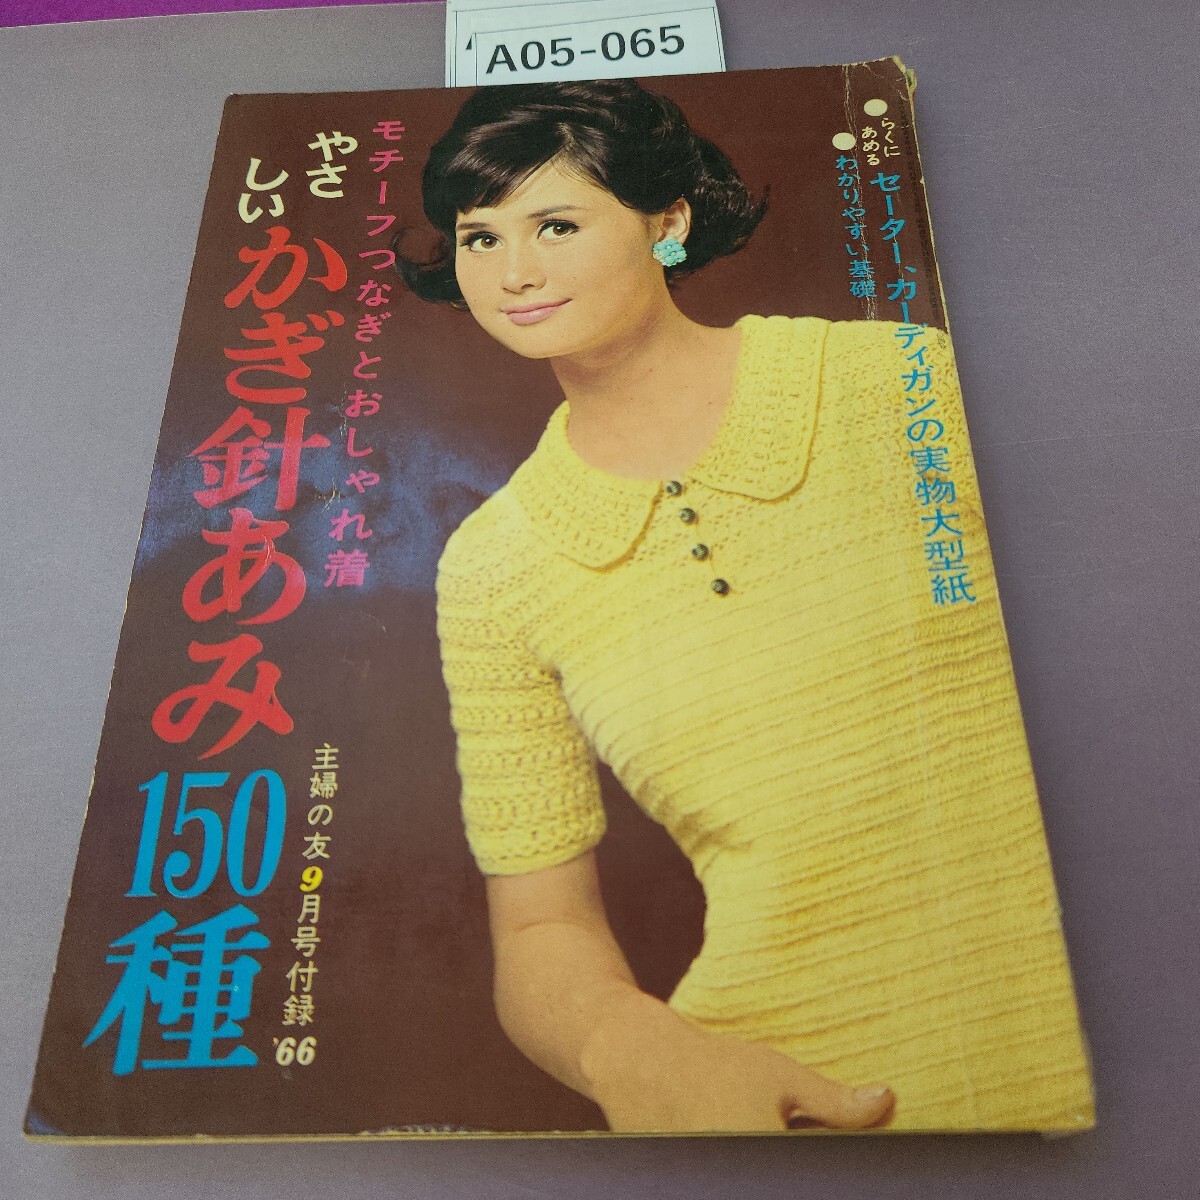 A05-065
●らくに
あめる
セーター、カーディガンの実物大型紙
●わかりやすい基礎
モチーフつなぎとおしゃれ着
やさ
しい
かぎ針あみ
150種
主婦の友9月号付録
'66